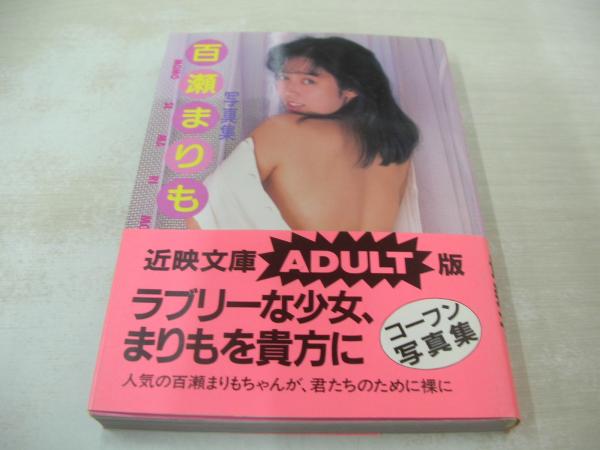 百瀬まりも
写真集
MOMO SE MA RI MO
近映文庫 ADULT 版
ラブリーな少女、
まりもを貴方に
コーフン
写真集
人気の百瀬まりもちゃんが、君たちのために裸に